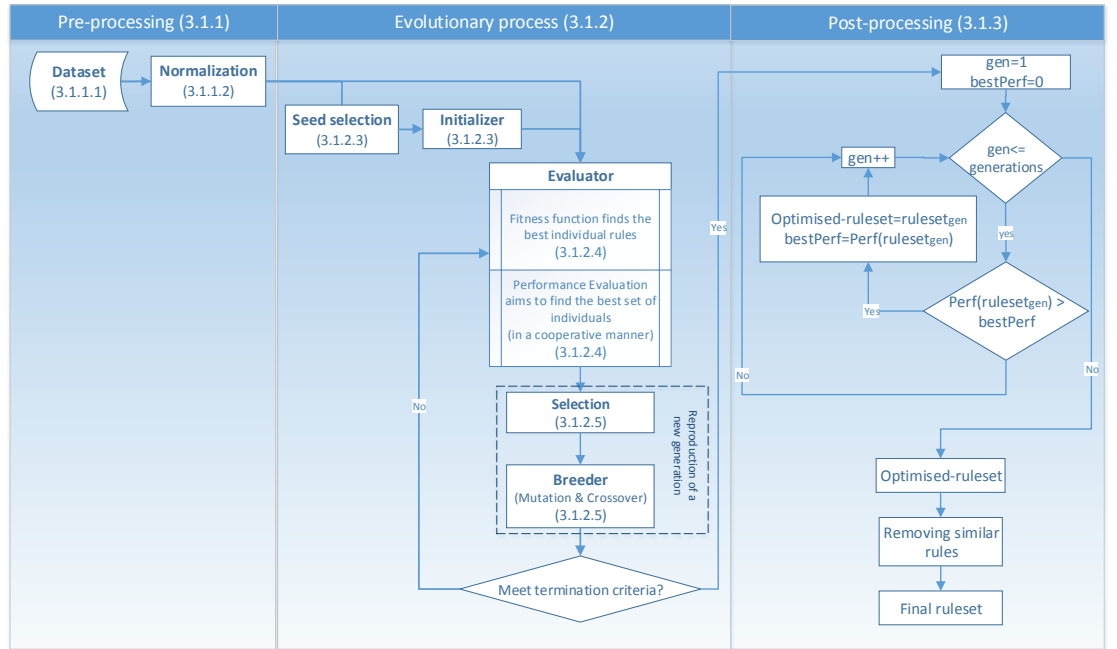 Pre-processing (3.1.1)
Evolutionary process (3.1.2)
Post-processing (3.1.3)
Dataset
(3.1.1.1)
Normalization
(3.1.1.2)
Seed selection
(3.1.2.3)
Initializer
(3.1.2.3)
Evaluator
Fitness function finds the
best individual rules
(3.1.2.4)
Performance Evaluation
aims to find the best set of
individuals
(in a cooperative manner)
(3.1.2.4)
Selection
(3.1.2.5)
Breeder
(Mutation & Crossover)
(3.1.2.5)
Reproduction of a
new generation
Meet termination criteria?
No
Yes
gen=1
bestPerf=0
gen<=
generations
gen++
Optimised-ruleset=rulesetgen
bestPerf=Perf(rulesetgen)
yes
Perf(rulesetgen) >
bestPerf
Yes
No
No
Optimised-ruleset
Removing similar
rules
Final ruleset